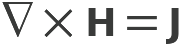 ∇ × H = J